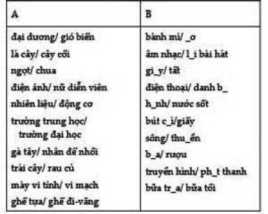 A
đại dương/ gió biển
lá cây/ cây cối
ngọt/ chua
điện ảnh/ nữ diễn viên
nhiên liệu/ động cơ
trường trung học/
trường đại học
gà tây/ nhân để nhồi
trái cây/ rau củ
máy vi tính/ vi mạch
ghế tựa/ ghế đi-văng
B
bánh mì/ _ơ
âm nhạc/ l_i bài hát
gi_y/ tất
điện thoại/ danh b_
h_nh/ nước sốt
bút c_ì/giấy
sông/ thu_ền
b_a/ rượu
truyền hình/ ph_t thanh
bữa tr_a/ bữa tối